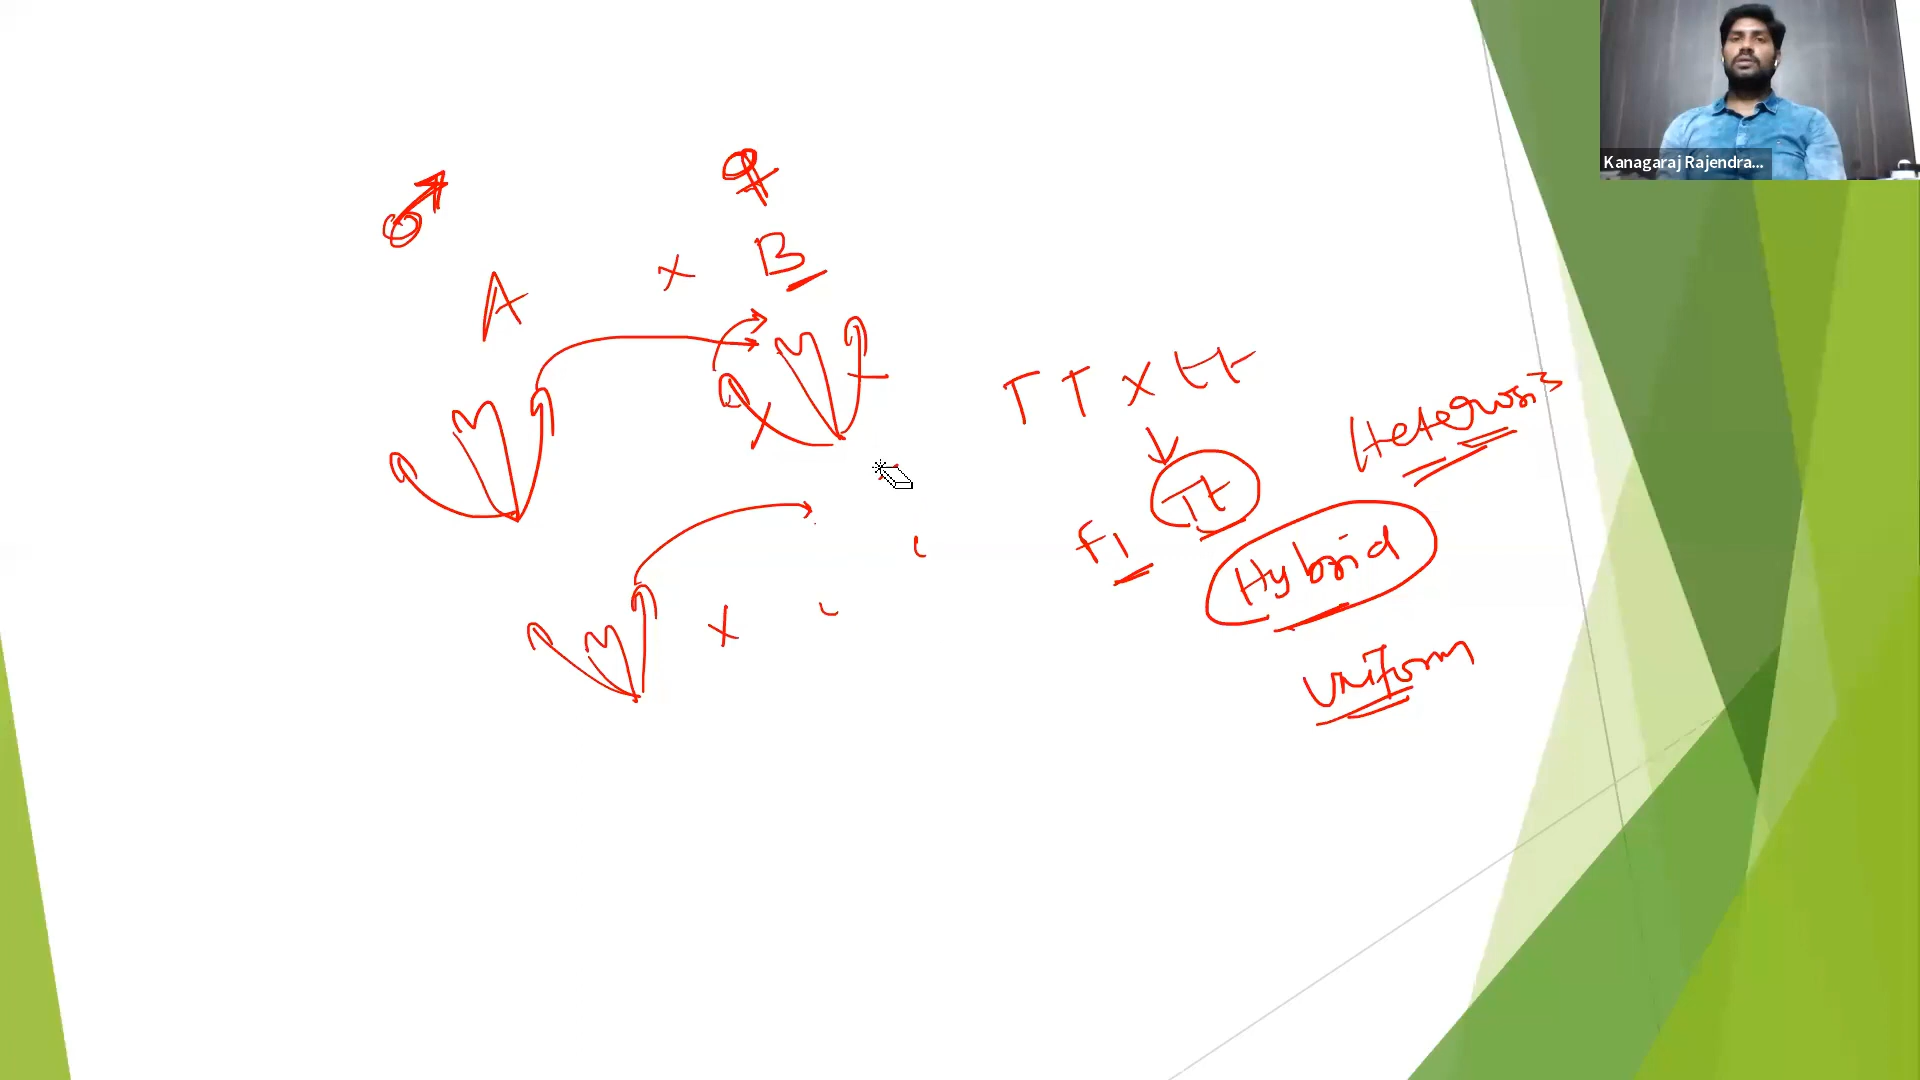 Kanagaraj Rajendra...
♂ ♀
A x B
TT x tt
Tt
F1
Heterosis
Hybrid
Uniform
x